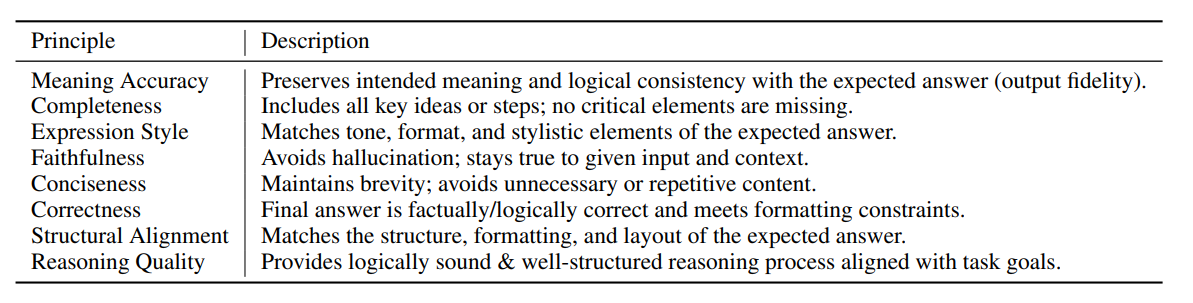 Principle Description
Meaning Accuracy Preserves intended meaning and logical consistency with the expected answer (output fidelity).
Completeness Includes all key ideas or steps; no critical elements are missing.
Expression Style Matches tone, format, and stylistic elements of the expected answer.
Faithfulness Avoids hallucination; stays true to given input and context.
Conciseness Maintains brevity; avoids unnecessary or repetitive content.
Correctness Final answer is factually/logically correct and meets formatting constraints.
Structural Alignment Matches the structure, formatting, and layout of the expected answer.
Reasoning Quality Provides logically sound & well-structured reasoning process aligned with task goals.